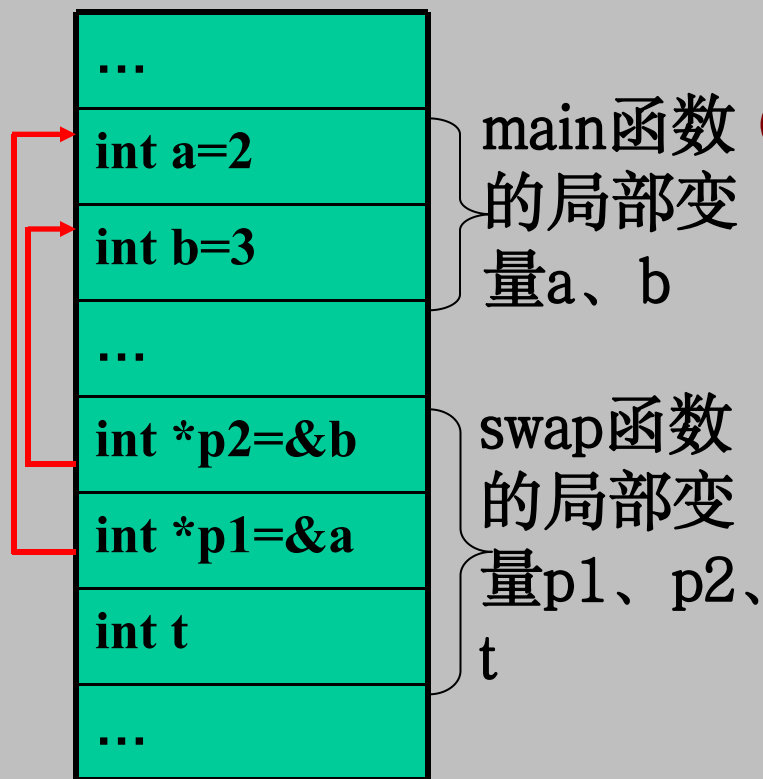 …
int a=2
int b=3
…
int *p2=&b
int *p1=&a
int t
…
main函数
的局部变
量a、b
swap函数
的局部变
量p1、p2、
t